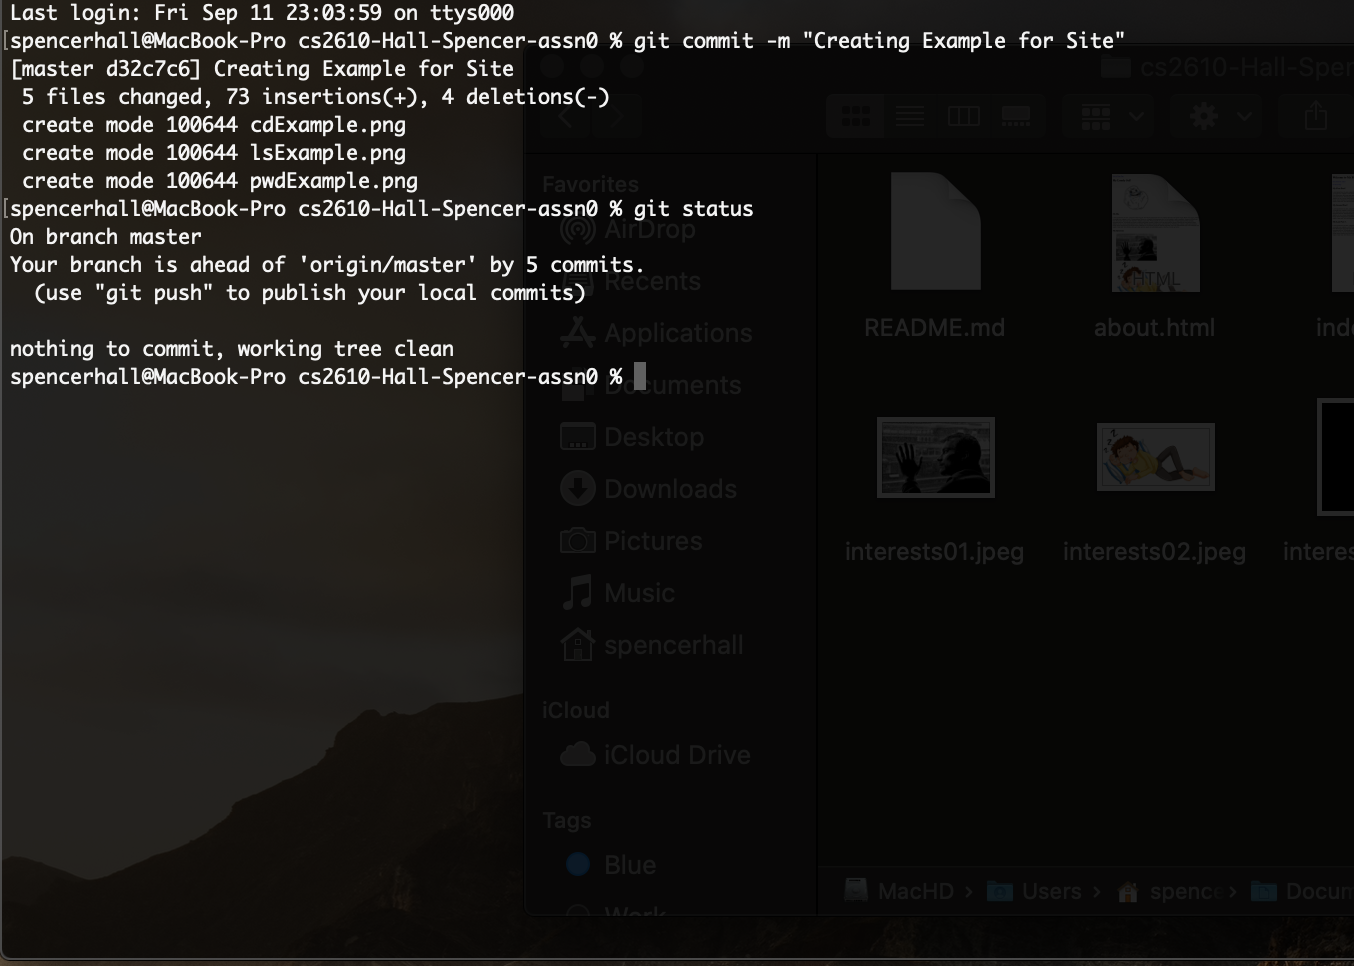 Last login: Fri Sep 11 23:03:59 on ttys000
[spencerhall@MacBook-Pro cs2610-Hall-Spencer-assn0 % git commit -m "Creating Example for Site"
[master d32c7c6] Creating Example for Site
 5 files changed, 73 insertions(+), 4 deletions(-)
 create mode 100644 cdExample.png
 create mode 100644 lsExample.png
 create mode 100644 pwdExample.png
[spencerhall@MacBook-Pro cs2610-Hall-Spencer-assn0 % git status
On branch master
Your branch is ahead of 'origin/master' by 5 commits.
  (use "git push" to publish your local commits)

nothing to commit, working tree clean
spencerhall@MacBook-Pro cs2610-Hall-Spencer-assn0 %
cs2610-Hall-Spen
Favorites
AirDrop
Recents
Applications
Documents
Desktop
Downloads
Pictures
Music
spencerhall
iCloud
iCloud Drive
Tags
Blue
Work
HTML
README.md
about.html
ind
interests01.jpeg
interests02.jpeg
interes
MacHD › Users › spence › Docum